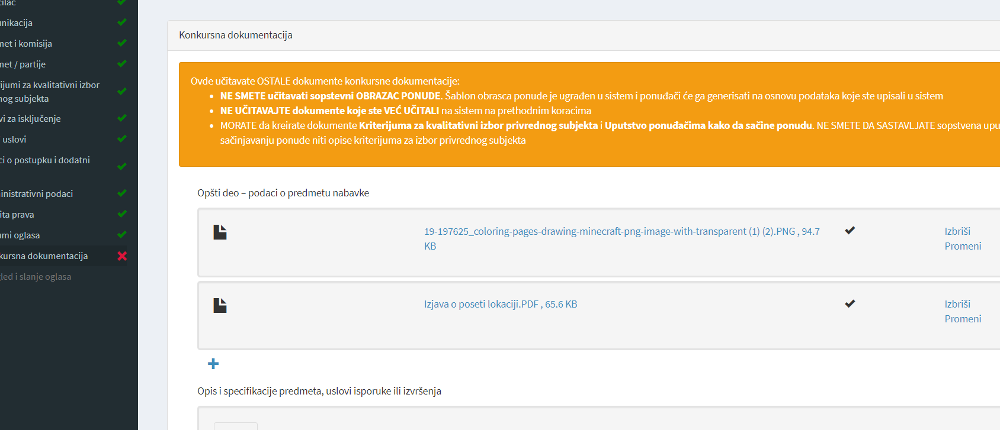 unikacija
met i komisija
met / partije
ijumi za kvalitativni izbor
nog subjekta
vi za isključenje
uslovi
ci o postupku i dodatni
inistrativni podaci
ita prava
umi oglasa
kursna dokumentacija
led i slanje oglasa
Konkursna dokumentacija
Ovde učitavate OSTALE dokumente konkursne dokumentacije:
• NE SMETE učitavati sopstevni OBRAZAC PONUDE. Šablon obrasca ponude je ugrađen u sistem i ponuđači će ga generisati na osnovu podataka koje ste upisali u sistem
• NE UČITAVAJTE dokumente koje ste VEĆ UČITALI na sistem na prethodnim koracima
• MORATE da kreirate dokumente Kriterijuma za kvalitativni izbor privrednog subjekta i Uputstvo ponuđačima kako da sačine ponudu. NE SMETE DA SASTAVLJATE sopstvena upu
sačinjavanju ponude niti opise kriterijuma za izbor privrednog subjekta
Opšti deo – podaci o predmetu nabavke
19-197625_coloring-pages-drawing-minecraft-png-image-with-transparent (1) (2).PNG , 94.7
KB
Izbriši
Promeni
Izjava o poseti lokaciji.PDF , 65.6 KB
Izbriši
Promeni
Opis i specifikacije predmeta, uslovi isporuke ili izvršenja